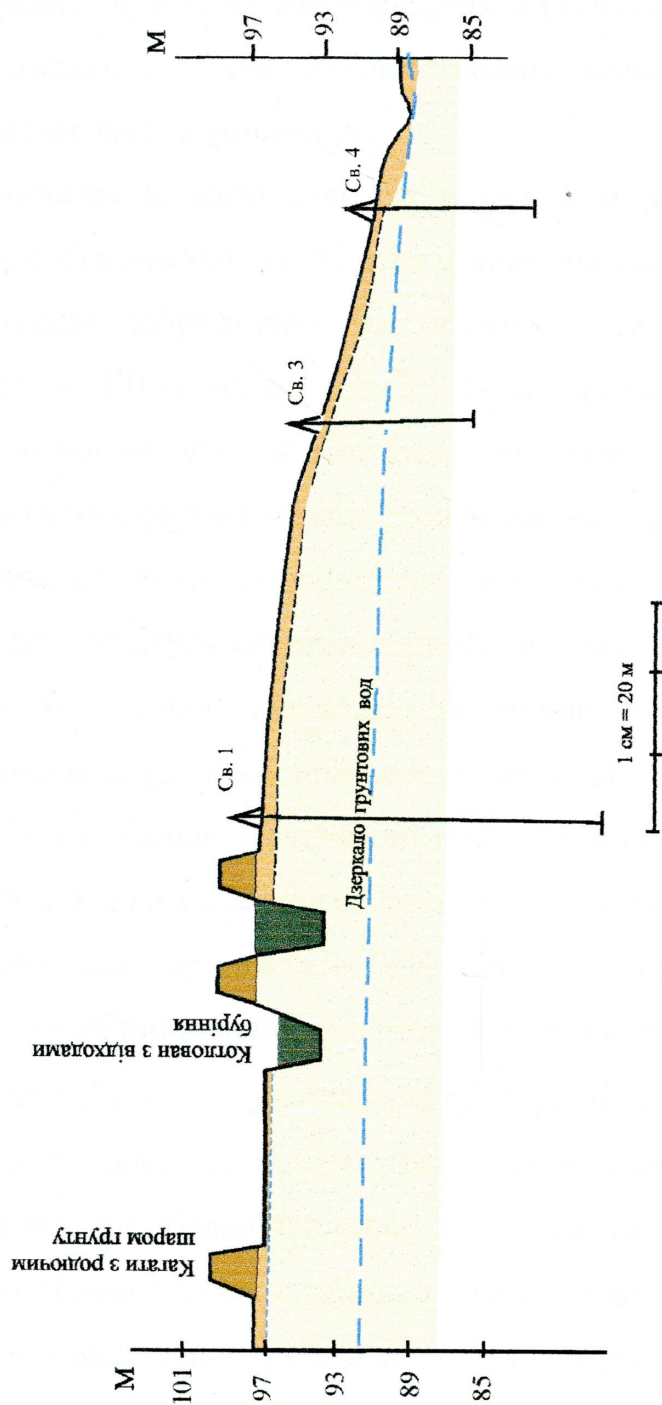 М
101
97
93
89
85
Кагати з родючим
шаром грунту
Котлован з відходами
буріння
Св. 1
Дзеркало грунтових вод
Св. 3
Св. 4
М
97
93
89
85
1 см = 20 м